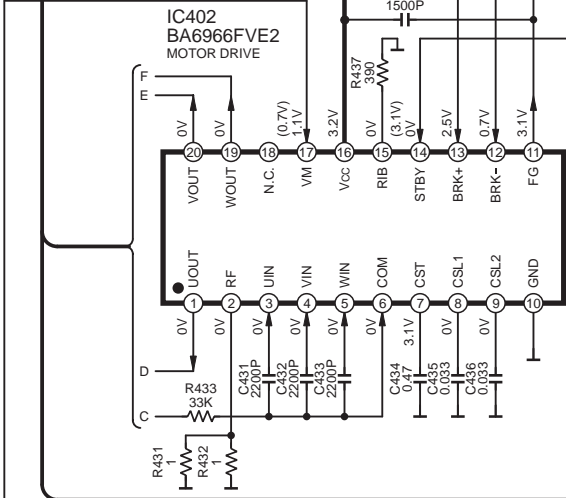 1500P
IC402
BA6966FVE2
MOTOR DRIVE
R437
390
F
E
0V
0V
(0.7V)
1.1V
3.2V
0V
(3.1V)
0V
2.5V
0.7V
3.1V
20
19
18
17
16
15
14
13
12
11
VOUT
WOUT
N.C.
VM
VCC
RIB
STBY
BRK+
BRK-
FG
UOUT
RF
UIN
VIN
WIN
COM
CST
CSL1
CSL2
GND
1
2
3
4
5
6
7
8
9
10
0V
0V
0V
0V
0V
0V
3.1V
0V
0V
D
R433
33K
C431
2200P
C432
2200P
C433
2200P
C434
0.47
C435
0.033
C436
0.033
C
R431
1
R432
1